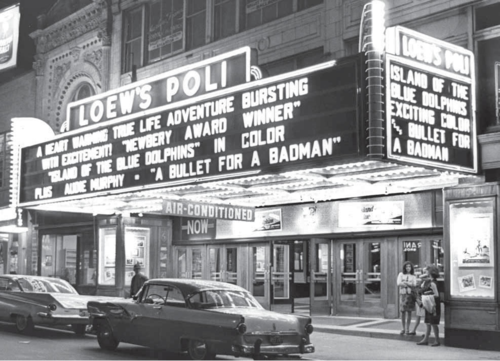 LOEW'S POLI
A HEART WARMING TRUE LIFE ADVENTURE BURSTING
WITH EXCITEMENT! "NEWBERY AWARD WINNER"
"ISLAND OF THE BLUE DOLPHINS" IN COLOR
PLUS AUDIE MURPHY - "A BULLET FOR A BADMAN"
LOEW'S POLI
ISLAND OF THE
BLUE DOLPHINS
EXCITING COLOR
BULLET FOR
A BADMAN
AIR-CONDITIONED
NOW